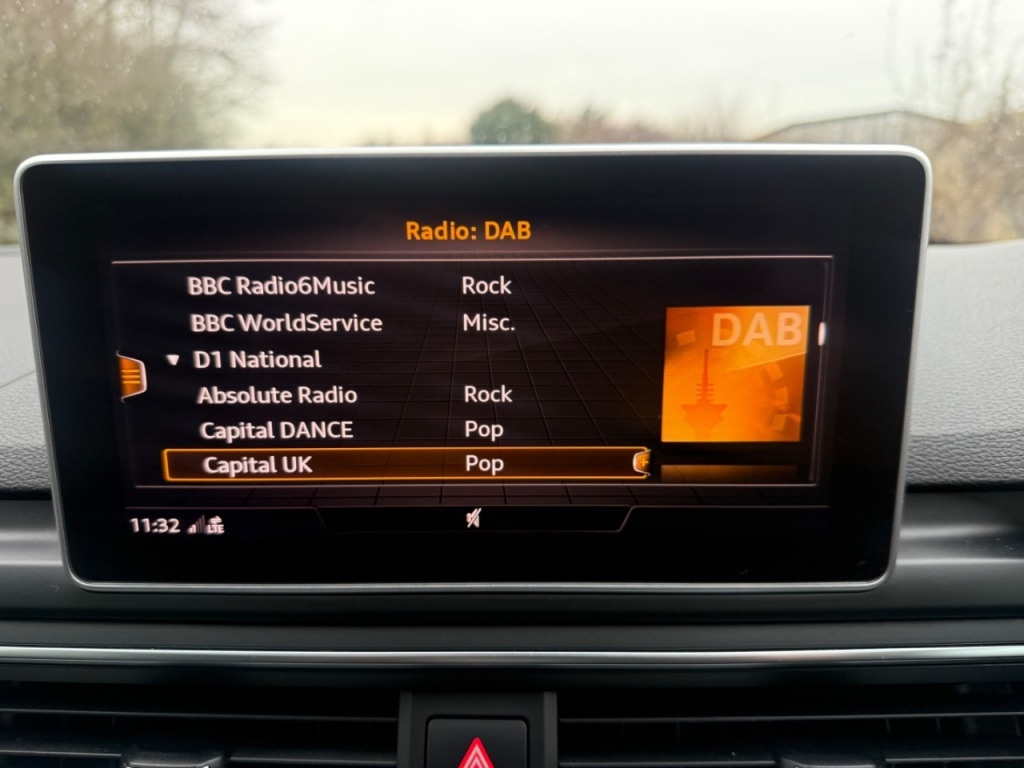 Radio: DAB
BBC Radio6Music Rock
BBC WorldService Misc.
D1 National
Absolute Radio Rock
Capital DANCE Pop
Capital UK Pop
DAB
11:32 LTE